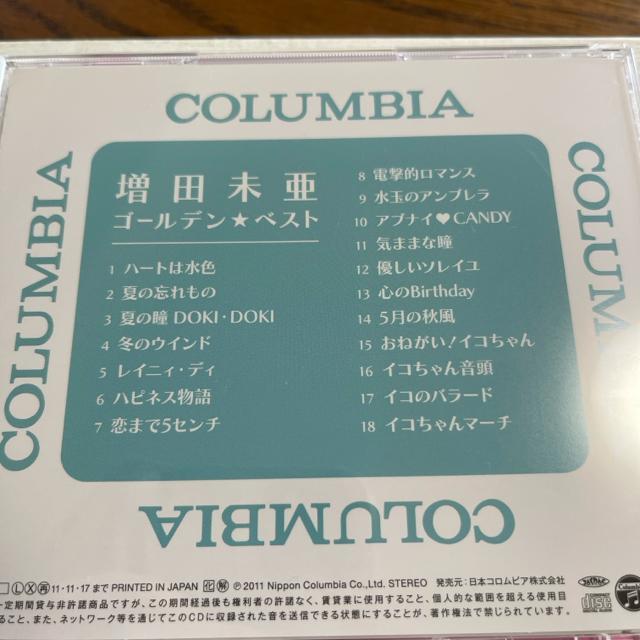 COLUMBIA
COLUMBIA
増田未亜
ゴールデン★ベスト
1 ハートは水色
2 夏の忘れもの
3 夏の瞳 DOKI・DOKI
4 冬のウインド
5 レイニィ・ディ
6 ハピネス物語
7 恋まで5センチ
8 電撃的ロマンス
9 水玉のアンブレラ
10 アブナイ♥CANDY
11 気ままな瞳
12 優しいソレイユ
13 心のBirthday
14 5月の秋風
15 おねがい!イコちゃん
16 イコちゃん音頭
17 イコのバラード
18 イコちゃんマーチ
COLUM
COLUMBIA
Ⓛ Ⓧ ㊞11・11・17まで PRINTED IN JAPAN ℗2011 Nippon Columbia Co.,Ltd. STEREO 発売元:日本コロムビア株式会社
一定期間貸与非許諾商品ですが、この期間経過後も権利者の許諾なく、賃貸業に使用すること、個人的な範囲を超える使用目
ること、また、ネットワーク等を通じてこのCDに収録された音を送信できる状態にすることが、著作権法で禁じられています。